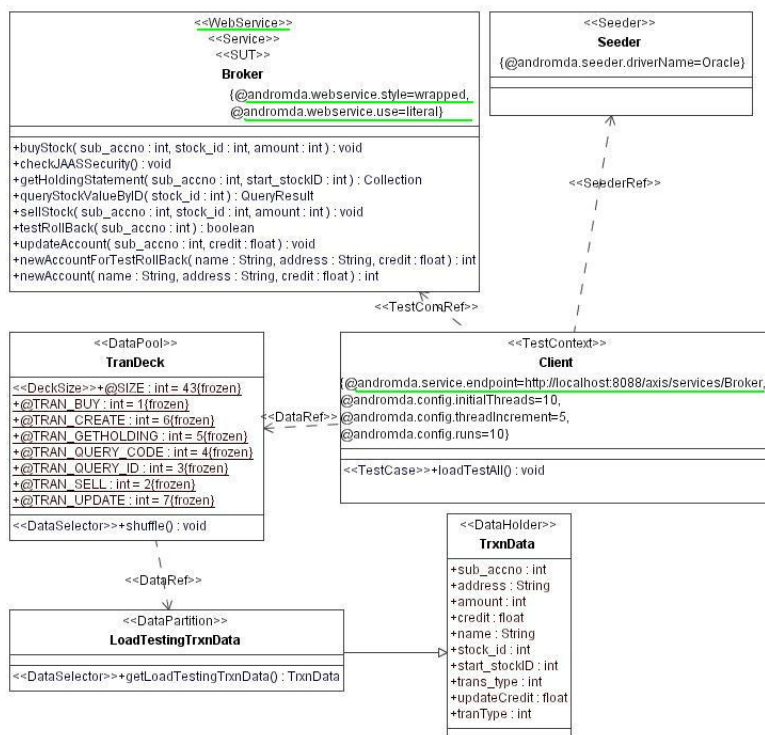 <<WebService>>
<<Service>>
<<SUT>>
Broker
{@andromda.webservice.style=wrapped,
@andromda.webservice.use=literal}
+buyStock( sub_accno : int, stock_id : int, amount : int ) : void
+checkJAASSecurity() : void
+getHoldingStatement( sub_accno : int, start_stockID : int ) : Collection
+queryStockValueByID( stock_id : int ) : QueryResult
+sellStock( sub_accno : int, stock_id : int, amount : int ) : void
+testRollBack( sub_accno : int ) : boolean
+updateAccount( sub_accno : int, credit : float ) : void
+newAccountForTestRollBack( name : String, address : String, credit : float ) : int
+newAccount( name : String, address : String, credit : float ) : int
<<Seeder>>
Seeder
{@andromda.seeder.driverName=Oracle}
<<SeederRef>>
<<TestComRef>>
<<DataPool>>
TranDeck
<<DeckSize>>+@SIZE : int = 43{frozen}
+@TRAN_BUY : int = 1{frozen}
+@TRAN_CREATE : int = 6{frozen}
+@TRAN_GETHOLDING : int = 5{frozen}
+@TRAN_QUERY_CODE : int = 4{frozen}
+@TRAN_QUERY_ID : int = 3{frozen}
+@TRAN_SELL : int = 2{frozen}
+@TRAN_UPDATE : int = 7{frozen}
<<DataSelector>>+shuffle() : void
<<DataRef>>
<<TestContext>>
Client
{@andromda.service.endpoint=http://localhost:8088/axis/services/Broker,
@andromda.config.initialThreads=10,
@andromda.config.threadIncrement=5,
@andromda.config.runs=10}
<<TestCase>>+loadTestAll() : void
<<DataRef>>
<<DataPartition>>
LoadTestingTrxnData
<<DataSelector>>+getLoadTestingTrxnData() : TrxnData
<<DataHolder>>
TrxnData
+sub_accno : int
+address : String
+amount : int
+credit : float
+name : String
+stock_id : int
+start_stockID : int
+trans_type : int
+updateCredit : float
+tranType : int